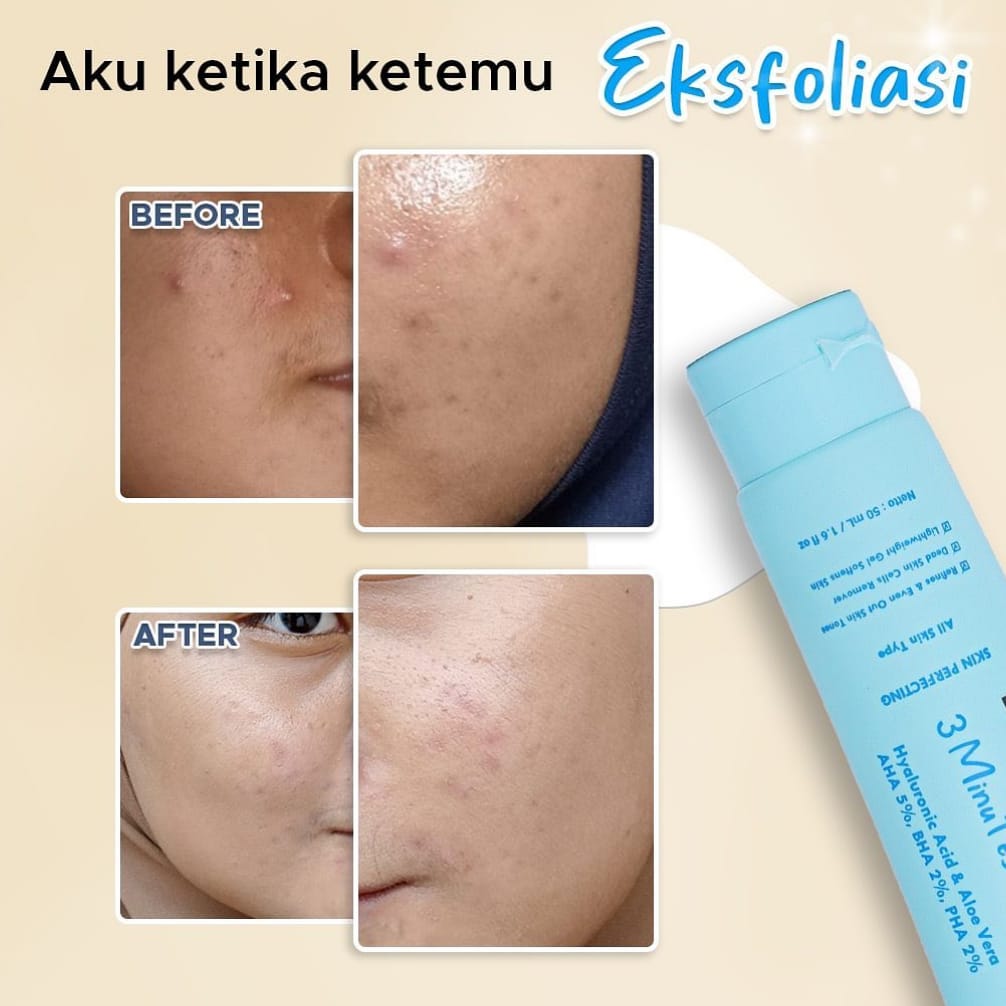 Aku ketika ketemu Eksfoliasi
BEFORE
AFTER
Netto : 50 mL / 1.6 fl oz
Lightweight Gel Softens Skin
Dead Skin Cells Remover
Refines & Even Out Skin Tones
All Skin Type
SKIN PERFECTING
3 Minutes
Hyaluronic Acid & Aloe Vera
AHA 5%, BHA 2%, PHA 2%